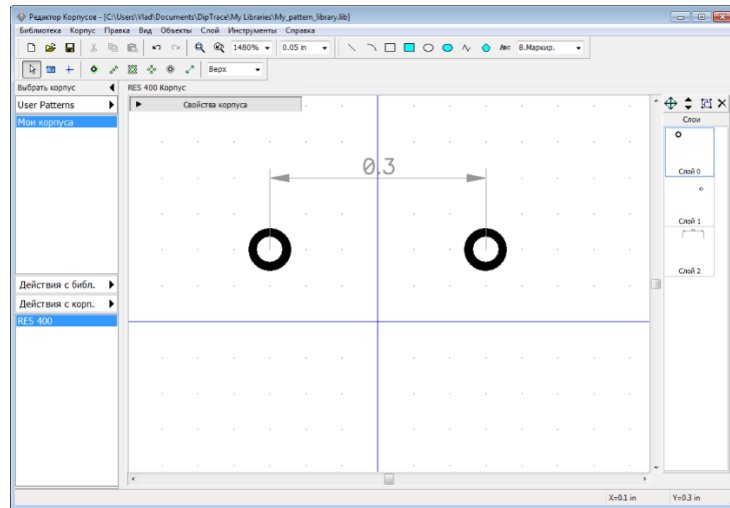 Редактор Корпусов - [C:\Users\Vlad\Documents\DipTrace\My Libraries\My_pattern_library.lib]
Библиотека Корпус Правка Вид Объекты Слой Инструменты Справка
1480% 0.05 in Abc В.Маркир.
Верх
Выбрать корпус
RES 400 Корпус
User Patterns
Свойства корпуса
Мои корпуса
Слои
0.3
Слой 0
Слой 1
Слой 2
Действия с библ.
Действия с корп.
RES 400
X=0.1 in Y=0.3 in